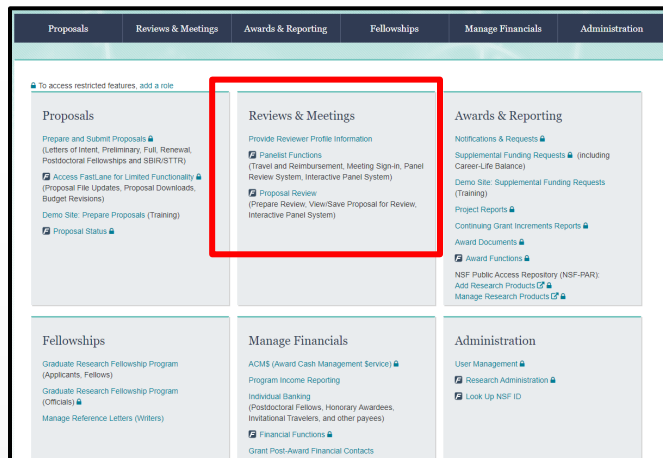 Proposals
Reviews & Meetings
Awards & Reporting
Fellowships
Manage Financials
Administration
To access restricted features, add a role
Proposals
Prepare and Submit Proposals
(Letters of Intent, Preliminary, Full, Renewal,
Postdoctoral Fellowships and SBIR/STTR)
Access FastLane for Limited Functionality
(Proposal File Updates, Proposal Downloads,
Budget Revisions)
Demo Site: Prepare Proposals (Training)
Proposal Status
Reviews & Meetings
Provide Reviewer Profile Information
Panelist Functions
(Travel and Reimbursement, Meeting Sign-in, Panel
Review System, Interactive Panel System)
Proposal Review
(Prepare Review, View/Save Proposal for Review,
Interactive Panel System)
Awards & Reporting
Notifications & Requests
Supplemental Funding Requests (including
Career-Life Balance)
Demo Site: Supplemental Funding Requests
(Training)
Project Reports
Continuing Grant Increments Reports
Award Documents
Award Functions
NSF Public Access Repository (NSF-PAR):
Add Research Products
Manage Research Products
Fellowships
Graduate Research Fellowship Program
(Applicants, Fellows)
Graduate Research Fellowship Program
(Officials)
Manage Reference Letters (Writers)
Manage Financials
ACM$ (Award Cash Management $ervice)
Program Income Reporting
Individual Banking
(Postdoctoral Fellows, Honorary Awardees,
Invitational Travelers, and other payees)
Financial Functions
Grant Post-Award Financial Contacts
Administration
User Management
Research Administration
Look Up NSF ID